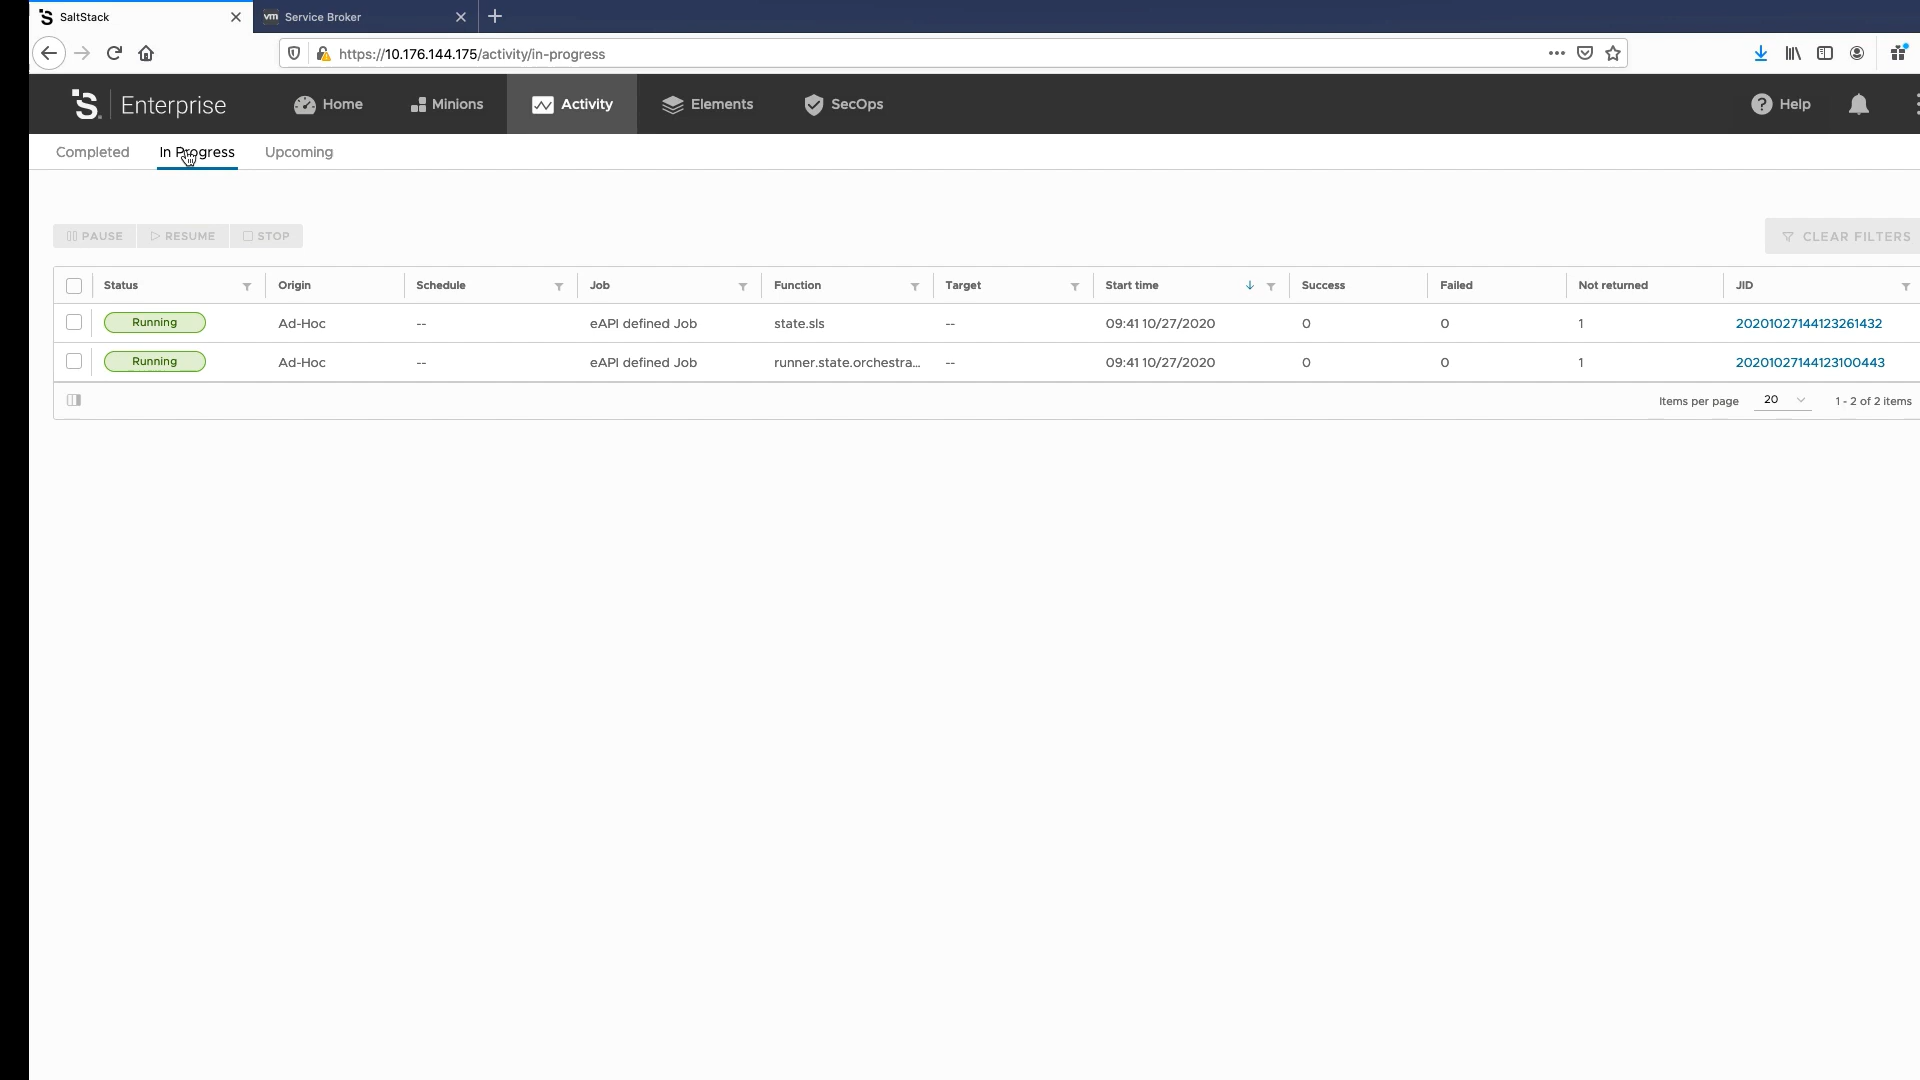 SaltStack
vm Service Broker
https://10.176.144.175/activity/in-progress
S Enterprise Home Minions Activity Elements SecOps Help
Completed In Progress Upcoming
PAUSE RESUME STOP CLEAR FILTERS
Status Origin Schedule Job Function Target Start time Success Failed Not returned JID
Running Ad-Hoc -- eAPI defined Job state.sls -- 09:41 10/27/2020 0 0 1 20201027144123261432
Running Ad-Hoc -- eAPI defined Job runner.state.orchestra... -- 09:41 10/27/2020 0 0 1 20201027144123100443
Items per page 20 1 - 2 of 2 items